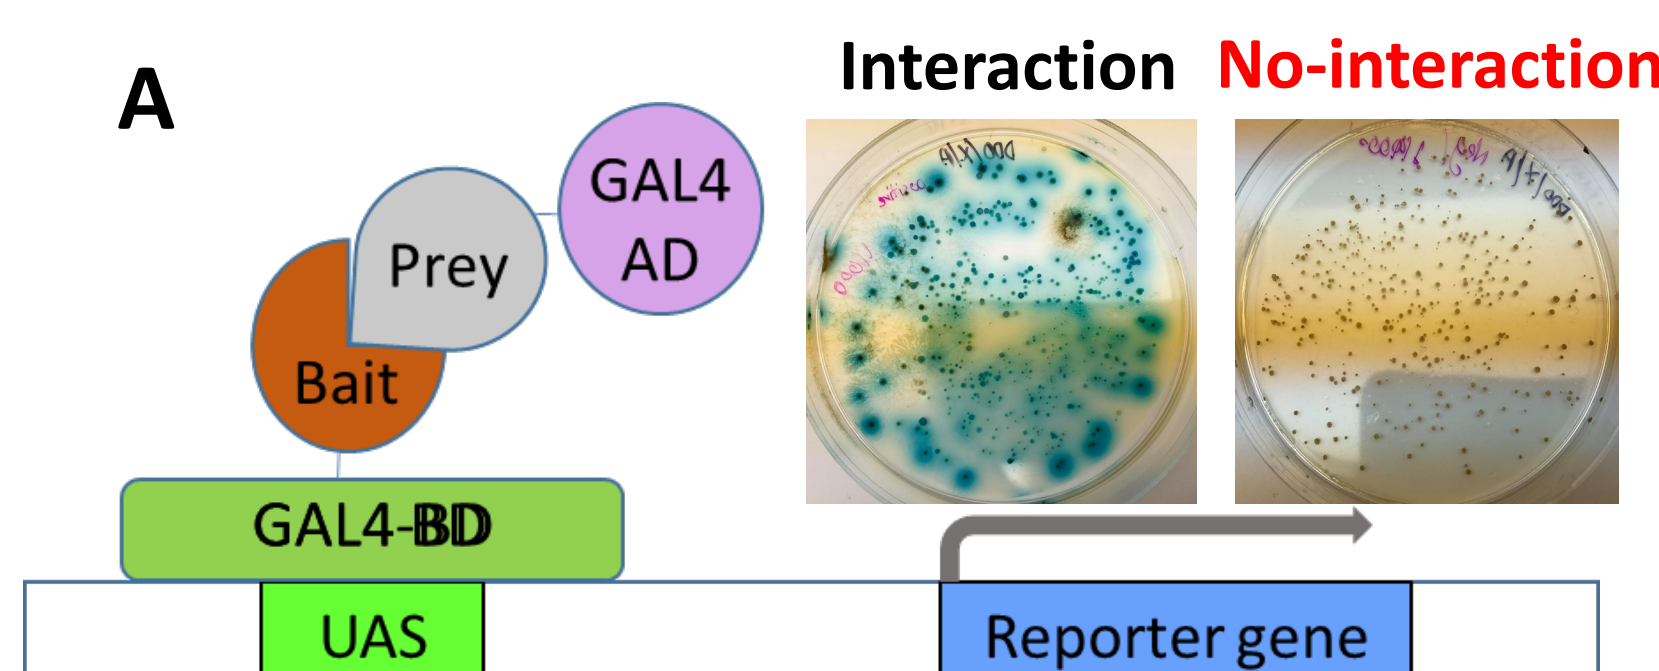 A
Interaction
No-interaction
GAL4
AD
Prey
Bait
GAL4-BD
UAS
Reporter gene